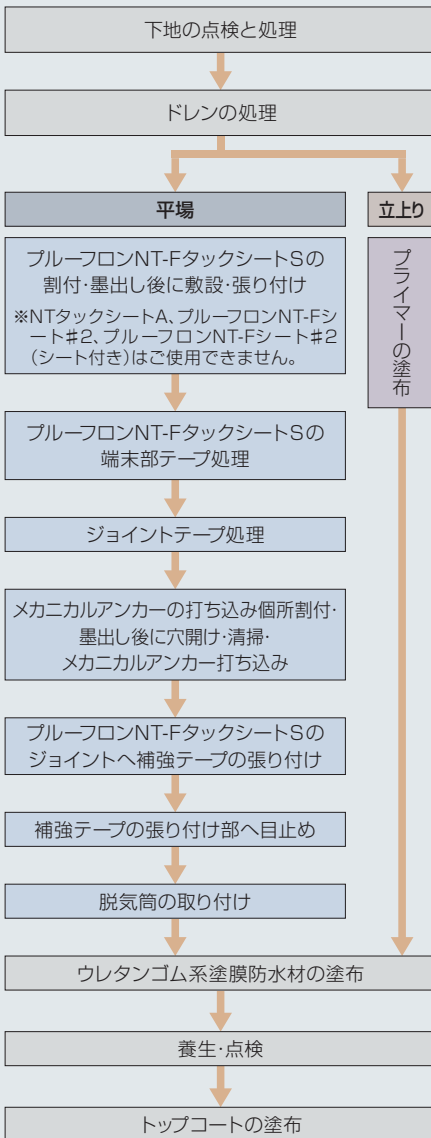 下地の点検と処理
ドレンの処理
平場
プルーフロンNT-FタックシートSの
割付・墨出し後に敷設・張り付け
※NTタックシートA、プルーフロンNT-Fシ
ート#2、プルーフロンNT-Fシート#2
(シート付き)はご使用できません。
プルーフロンNT-FタックシートSの
端末部テープ処理
ジョイントテープ処理
メカニカルアンカーの打ち込み個所割付・
墨出し後に穴開け・清掃・
メカニカルアンカー打ち込み
プルーフロンNT-FタックシートSの
ジョイントへ補強テープの張り付け
補強テープの張り付け部へ目止め
脱気筒の取り付け
立上り
プライマーの塗布
ウレタンゴム系塗膜防水材の塗布
養生・点検
トップコートの塗布